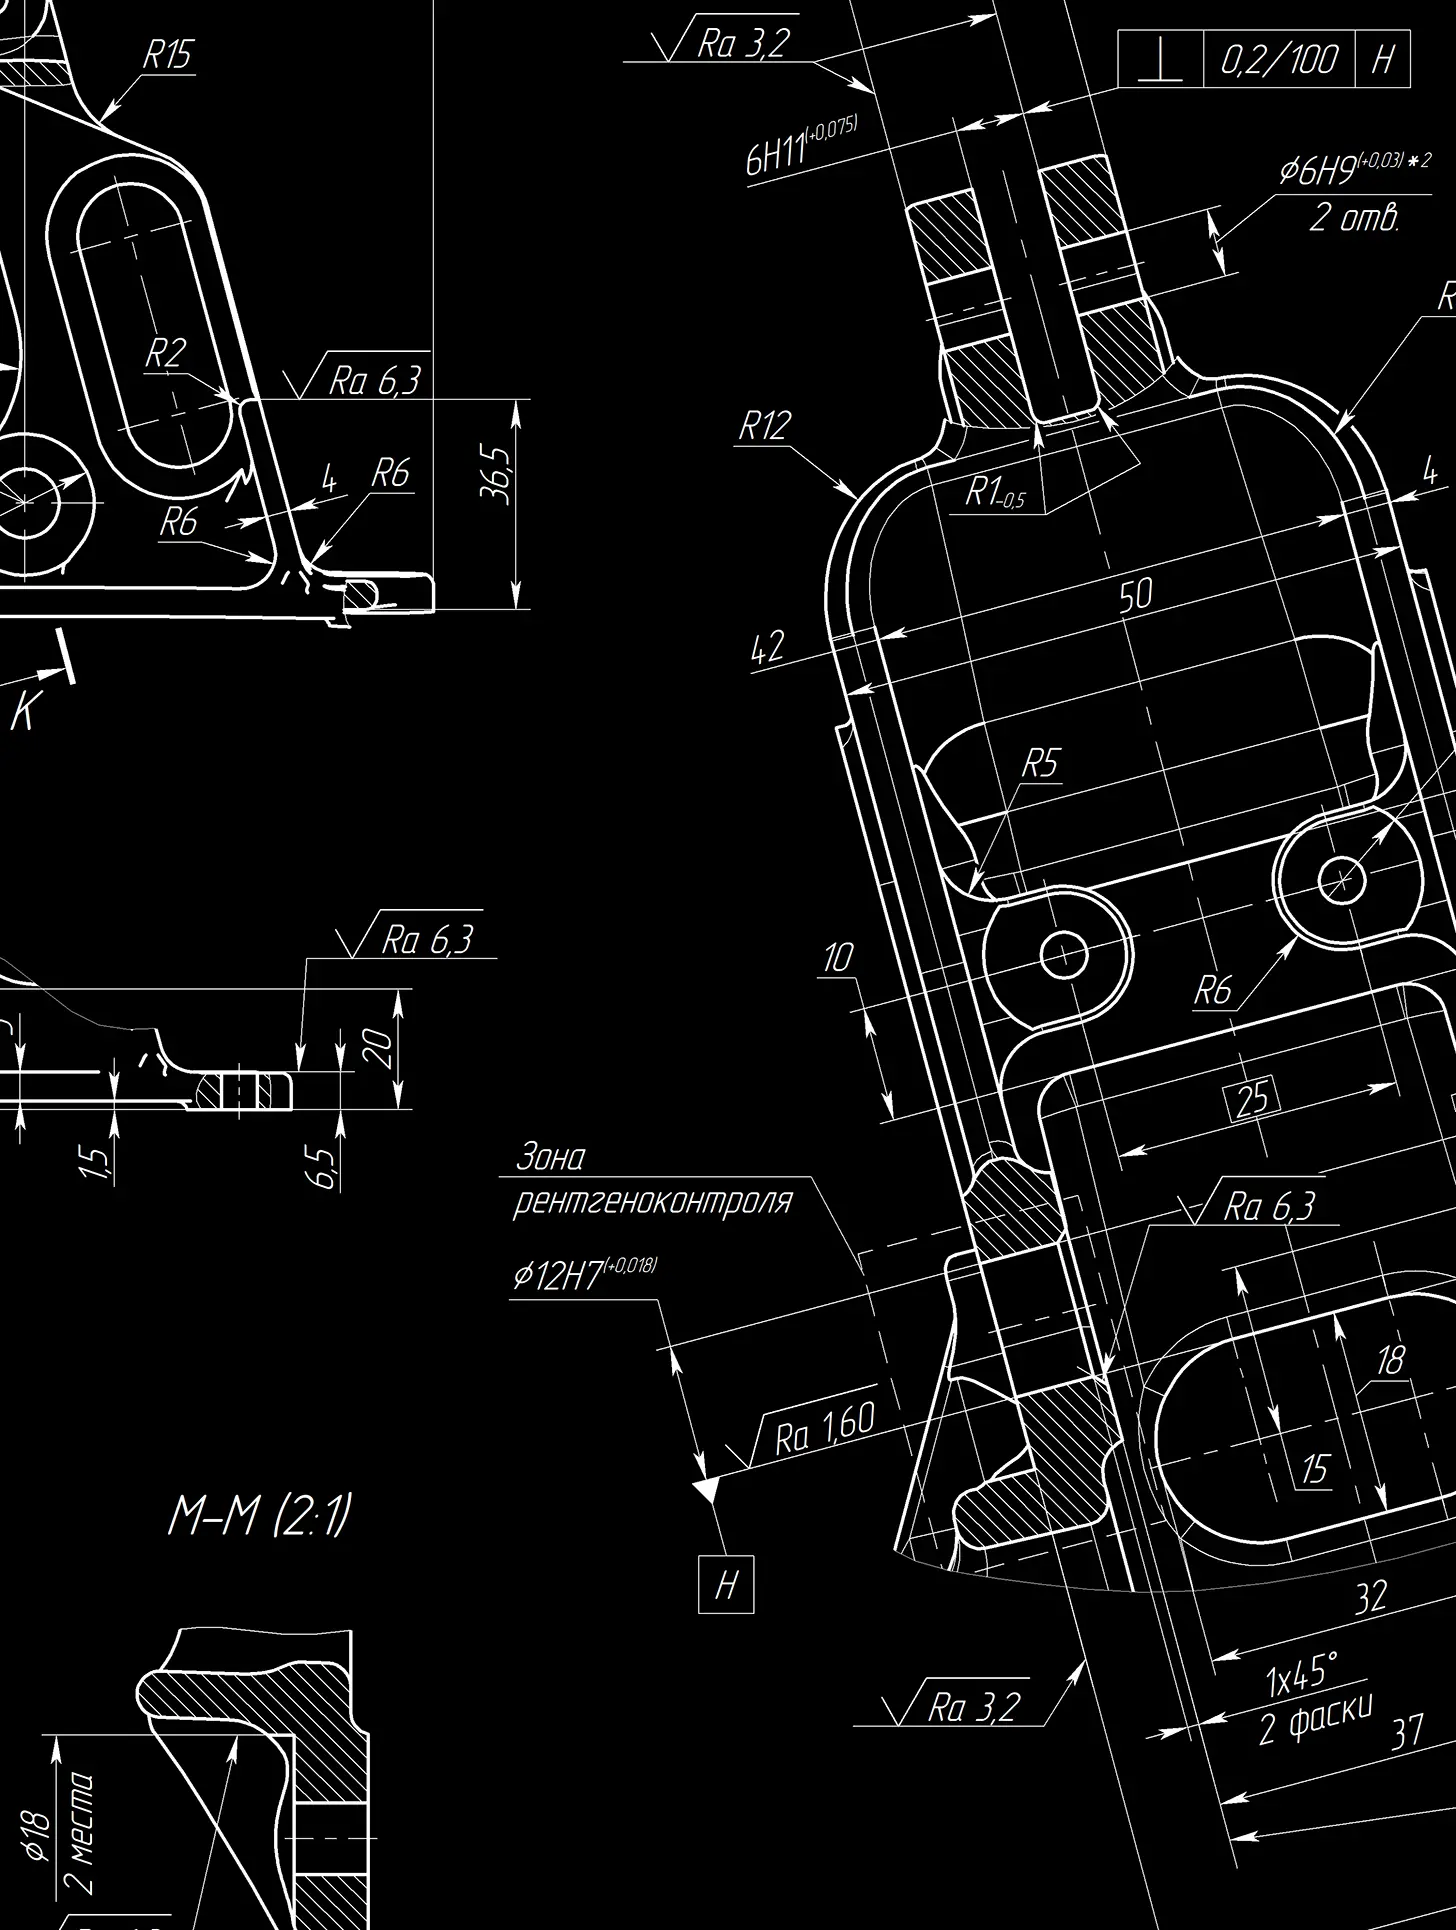 R15
Ra 3,2
⊥ 0,2/100 H
6H11(+0,075)
⌀6H9(+0,03)*2
2 отв.
R2
Ra 6,3
R12
R1-0,5
4
36,5
4
R6
R6
50
42
K
R5
Ra 6,3
10
R6
20
25
1,5
6,5
Зона
рентгеноконтроля
Ra 6,3
⌀12H7(+0,018)
18
Ra 1,60
15
M–M (2:1)
H
32
1x45°
2 фаски
Ra 3,2
37
⌀18
2 места